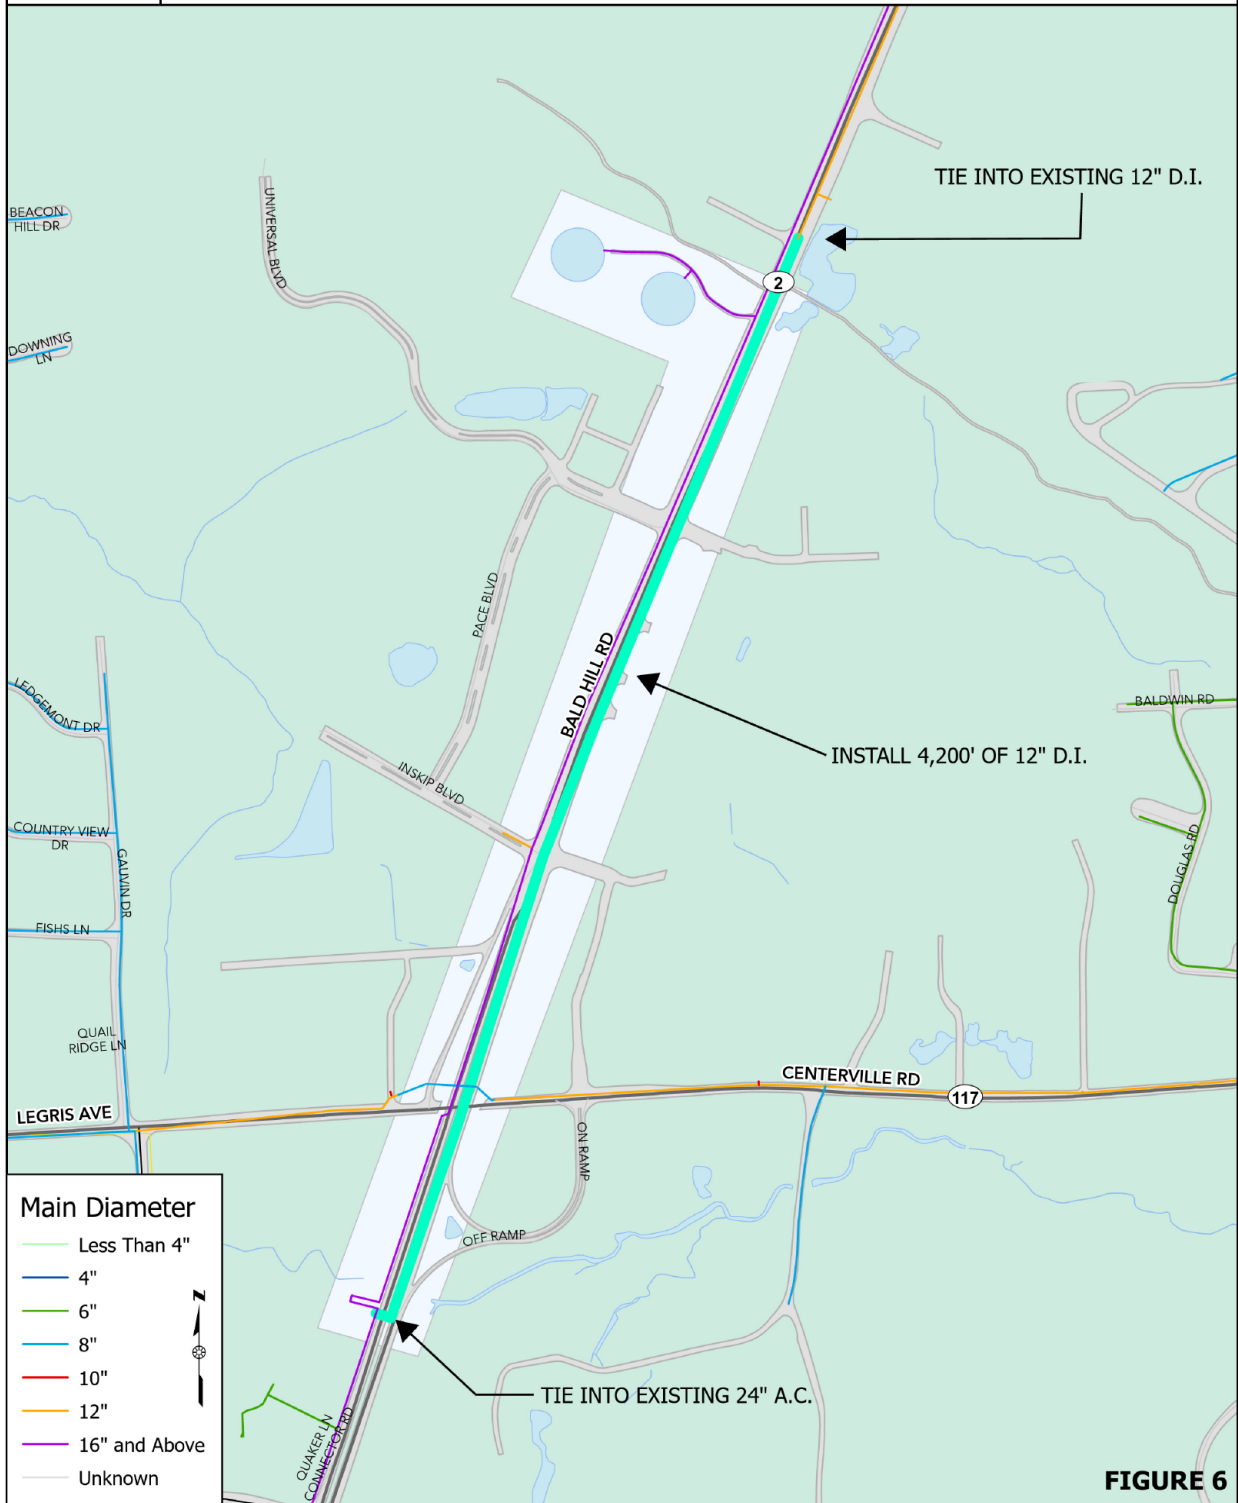 TIE INTO EXISTING 12" D.I.
BEACON
HILL DR
UNIVERSAL BLVD
2
DOWNING
LN
PACE BLVD
BALD HILL RD
LEDGEMONT DR
BALDWIN RD
INSTALL 4,200' OF 12" D.I.
INSKIP BLVD
COUNTRY VIEW
DR
GAUVIN DR
DOUGLAS RD
FISHS LN
QUAIL
RIDGE LN
CENTERVILLE RD
117
LEGRIS AVE
ON RAMP
OFF RAMP
Main Diameter
Less Than 4"
4"
6"
8"
10"
12"
16" and Above
Unknown
N
TIE INTO EXISTING 24" A.C.
QUAKER LN
CONNECTOR RD
FIGURE 6